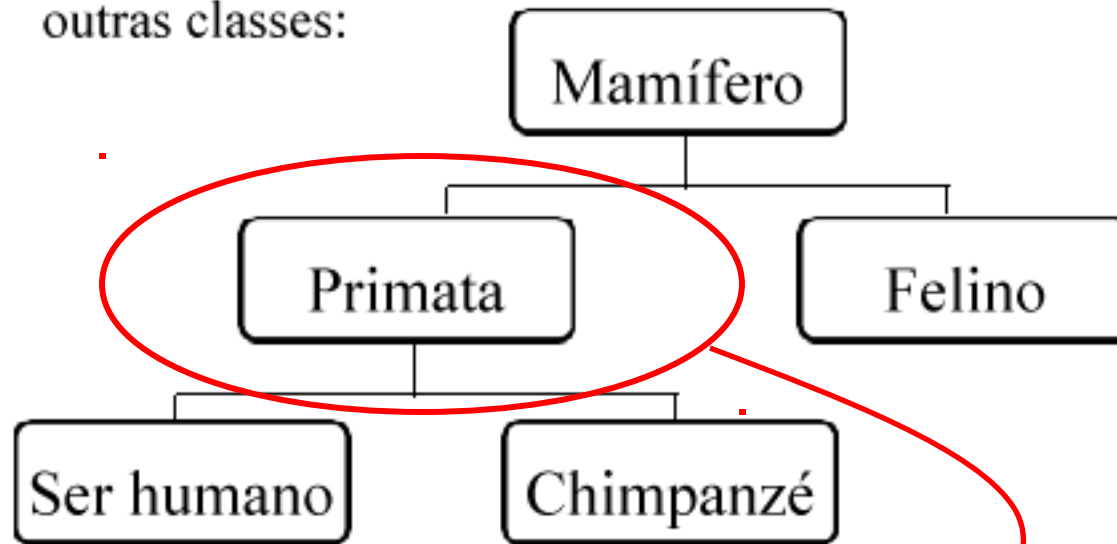 outras classes:
Mamífero
Primata
Felino
Ser humano
Chimpanzé